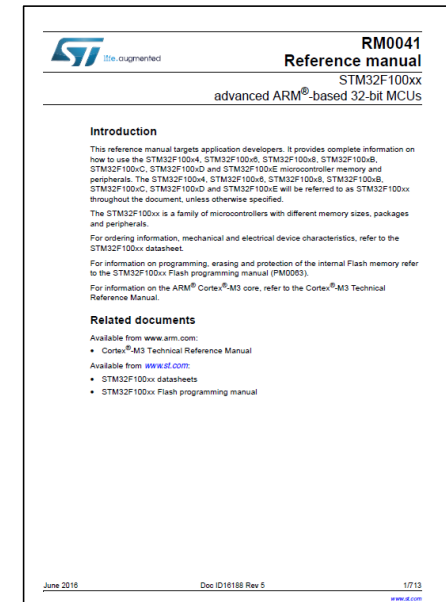 life.augmented
RM0041
Reference manual
STM32F100xx
advanced ARM®-based 32-bit MCUs
Introduction
This reference manual targets application developers. It provides complete information on
how to use the STM32F100x4, STM32F100x6, STM32F100x8, STM32F100xB,
STM32F100xC, STM32F100xD and STM32F100xE microcontroller memory and
peripherals. The STM32F100x4, STM32F100x6, STM32F100x8, STM32F100xB,
STM32F100xC, STM32F100xD and STM32F100xE will be referred to as STM32F100xx
throughout the document, unless otherwise specified.
The STM32F100xx is a family of microcontrollers with different memory sizes, packages
and peripherals.
For ordering information, mechanical and electrical device characteristics, refer to the
STM32F100xx datasheet.
For information on programming, erasing and protection of the internal Flash memory refer
to the STM32F100xx Flash programming manual (PM0063).
For information on the ARM® Cortex®-M3 core, refer to the Cortex®-M3 Technical
Reference Manual.
Related documents
Available from www.arm.com:
• Cortex®-M3 Technical Reference Manual
Available from www.st.com:
• STM32F100xx datasheets
• STM32F100xx Flash programming manual
June 2016 Doc ID16188 Rev 5 1/713
www.st.com